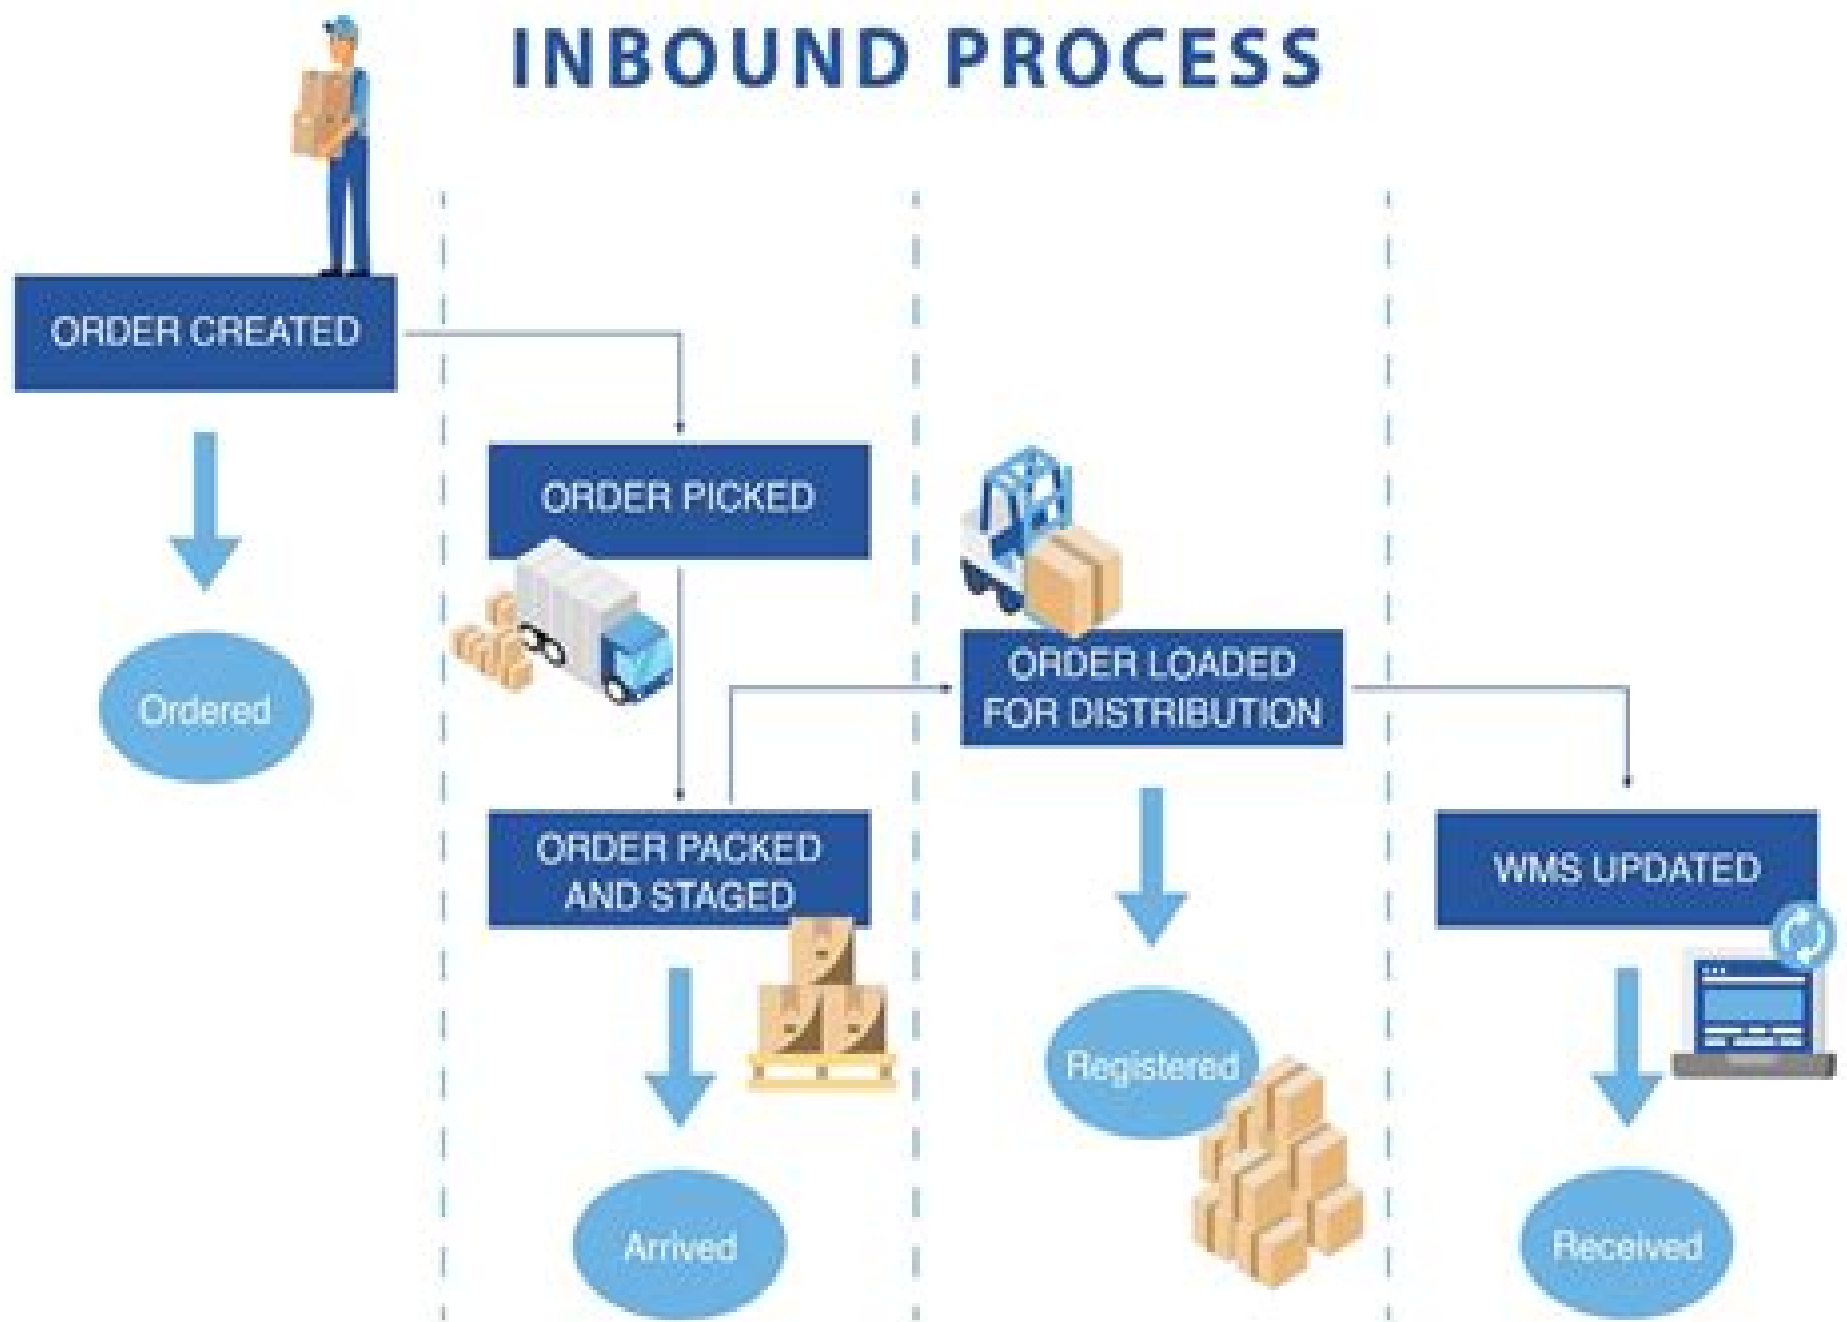 INBOUND PROCESS
ORDER CREATED
Ordered
ORDER PICKED
ORDER PACKED
AND STAGED
Arrived
ORDER LOADED
FOR DISTRIBUTION
Registered
WMS UPDATED
Received